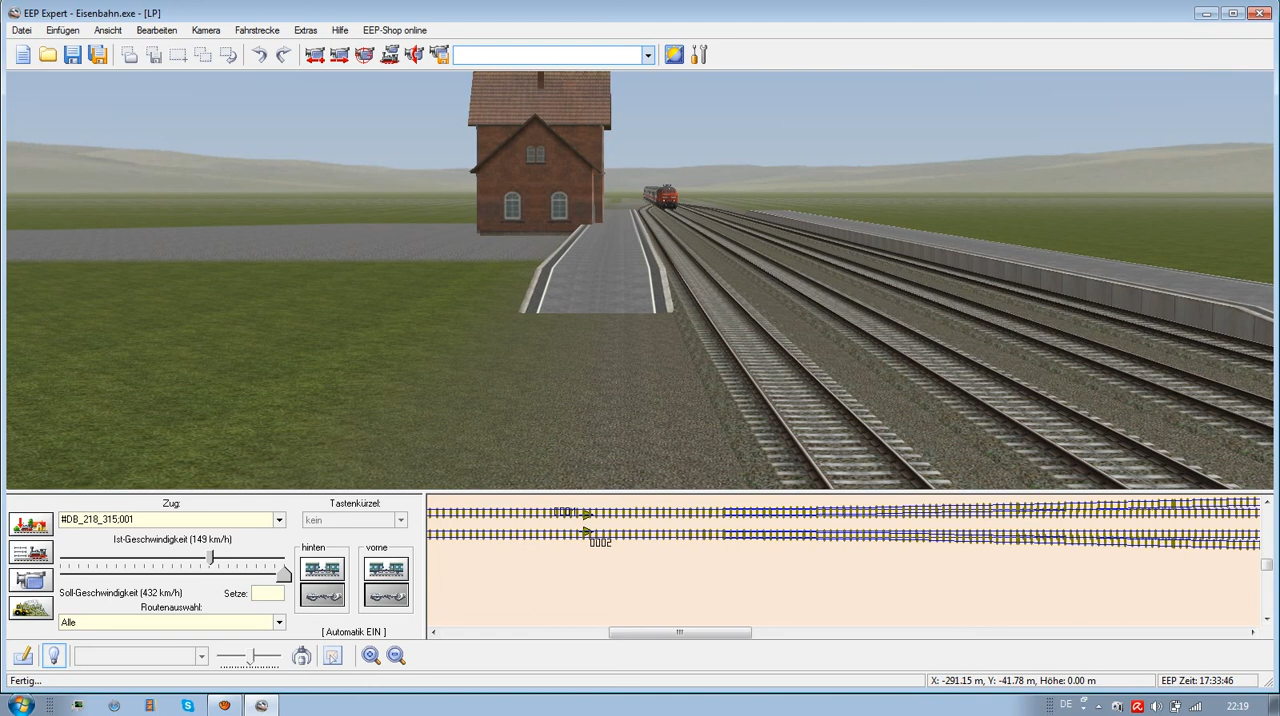 EEP Expert - Eisenbahn.exe - [LP]
Datei Einfügen Ansicht Bearbeiten Kamera Fahrstrecke Extras Hilfe EEP-Shop online
Zug:
Tastenkürzel:
#DB_218_315;001
kein
Ist-Geschwindigkeit (149 km/h)
hinten
vorne
Soll-Geschwindigkeit (432 km/h)
Setze:
Routenauswahl:
Alle
[ Automatik EIN ]
0001
0002
Fertig...
X: -291.15 m, Y: -41.78 m, Höhe: 0.00 m
EEP Zeit: 17:33:46
DE
22:19